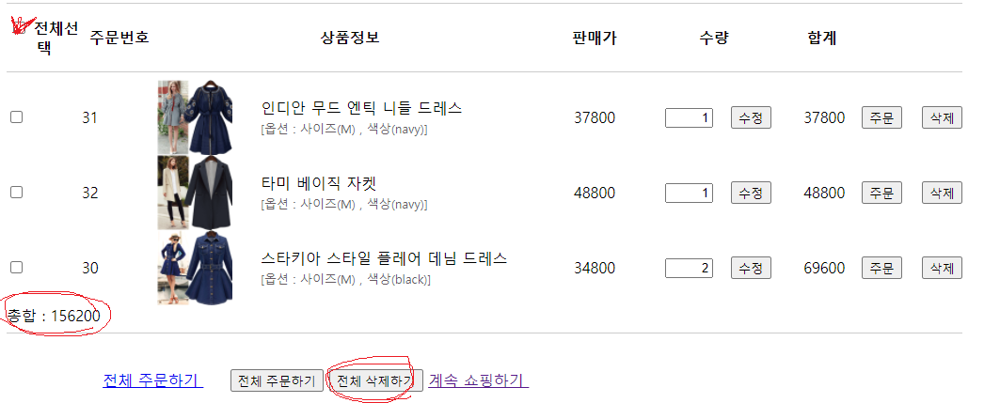 전체선택 주문번호 상품정보 판매가 수량 합계
31 인디안 무드 엔틱 니들 드레스 37800 1 수정 37800 주문 삭제
[옵션 : 사이즈(M) , 색상(navy)]
32 타미 베이직 자켓 48800 1 수정 48800 주문 삭제
[옵션 : 사이즈(M) , 색상(navy)]
30 스타키아 스타일 플레어 데님 드레스 34800 2 수정 69600 주문 삭제
[옵션 : 사이즈(M) , 색상(black)]
총합 : 156200
전체 주문하기 전체 주문하기 전체 삭제하기 계속 쇼핑하기